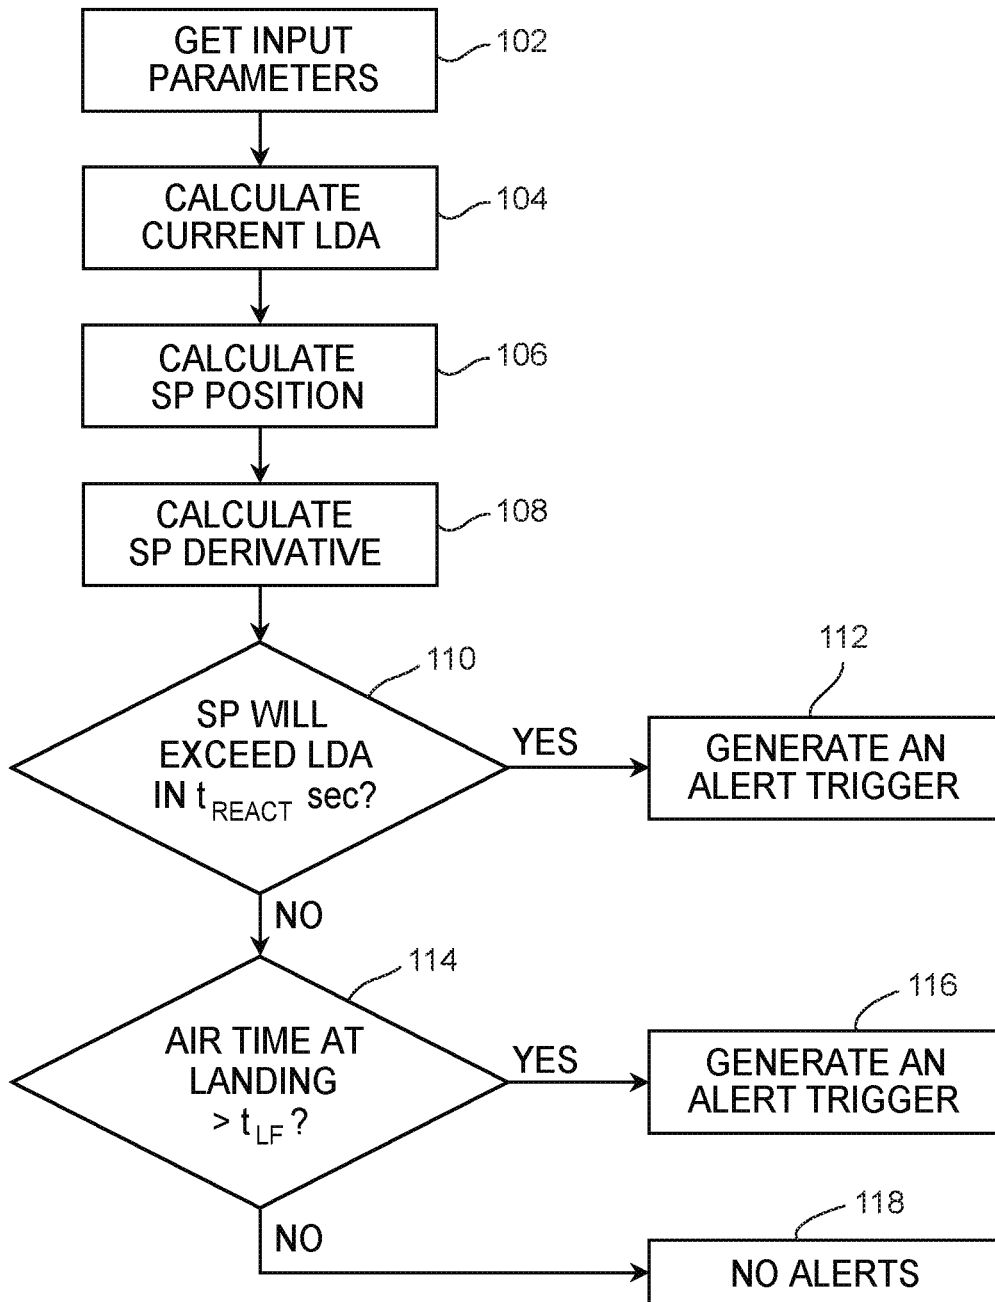 GET INPUT
PARAMETERS
102
CALCULATE
CURRENT LDA
104
CALCULATE
SP POSITION
106
CALCULATE
SP DERIVATIVE
108
SP WILL
EXCEED LDA
IN tREACT sec?
110
YES
GENERATE AN
ALERT TRIGGER
112
NO
AIR TIME AT
LANDING
> tLF ?
114
YES
GENERATE AN
ALERT TRIGGER
116
NO
NO ALERTS
118